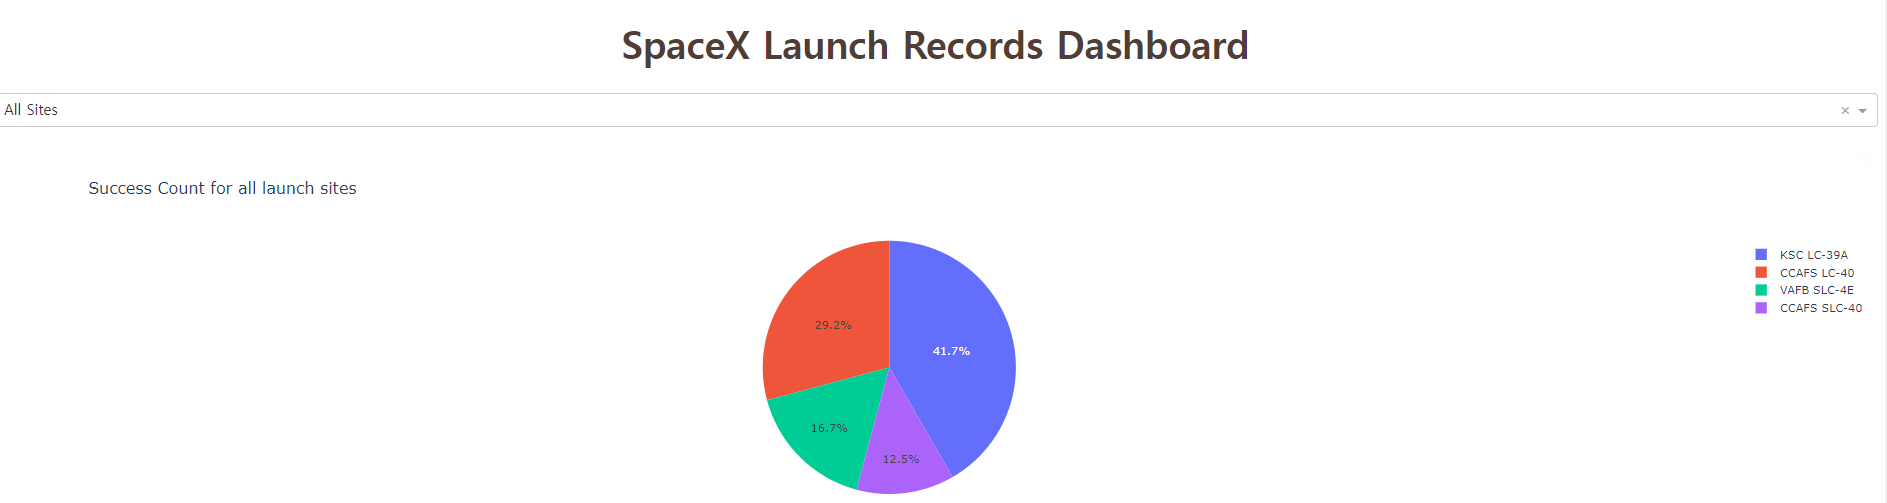 SpaceX Launch Records Dashboard
All Sites
× 
Success Count for all launch sites
KSC LC-39A
CCAFS LC-40
VAFB SLC-4E
CCAFS SLC-40
29.2%
41.7%
16.7%
12.5%